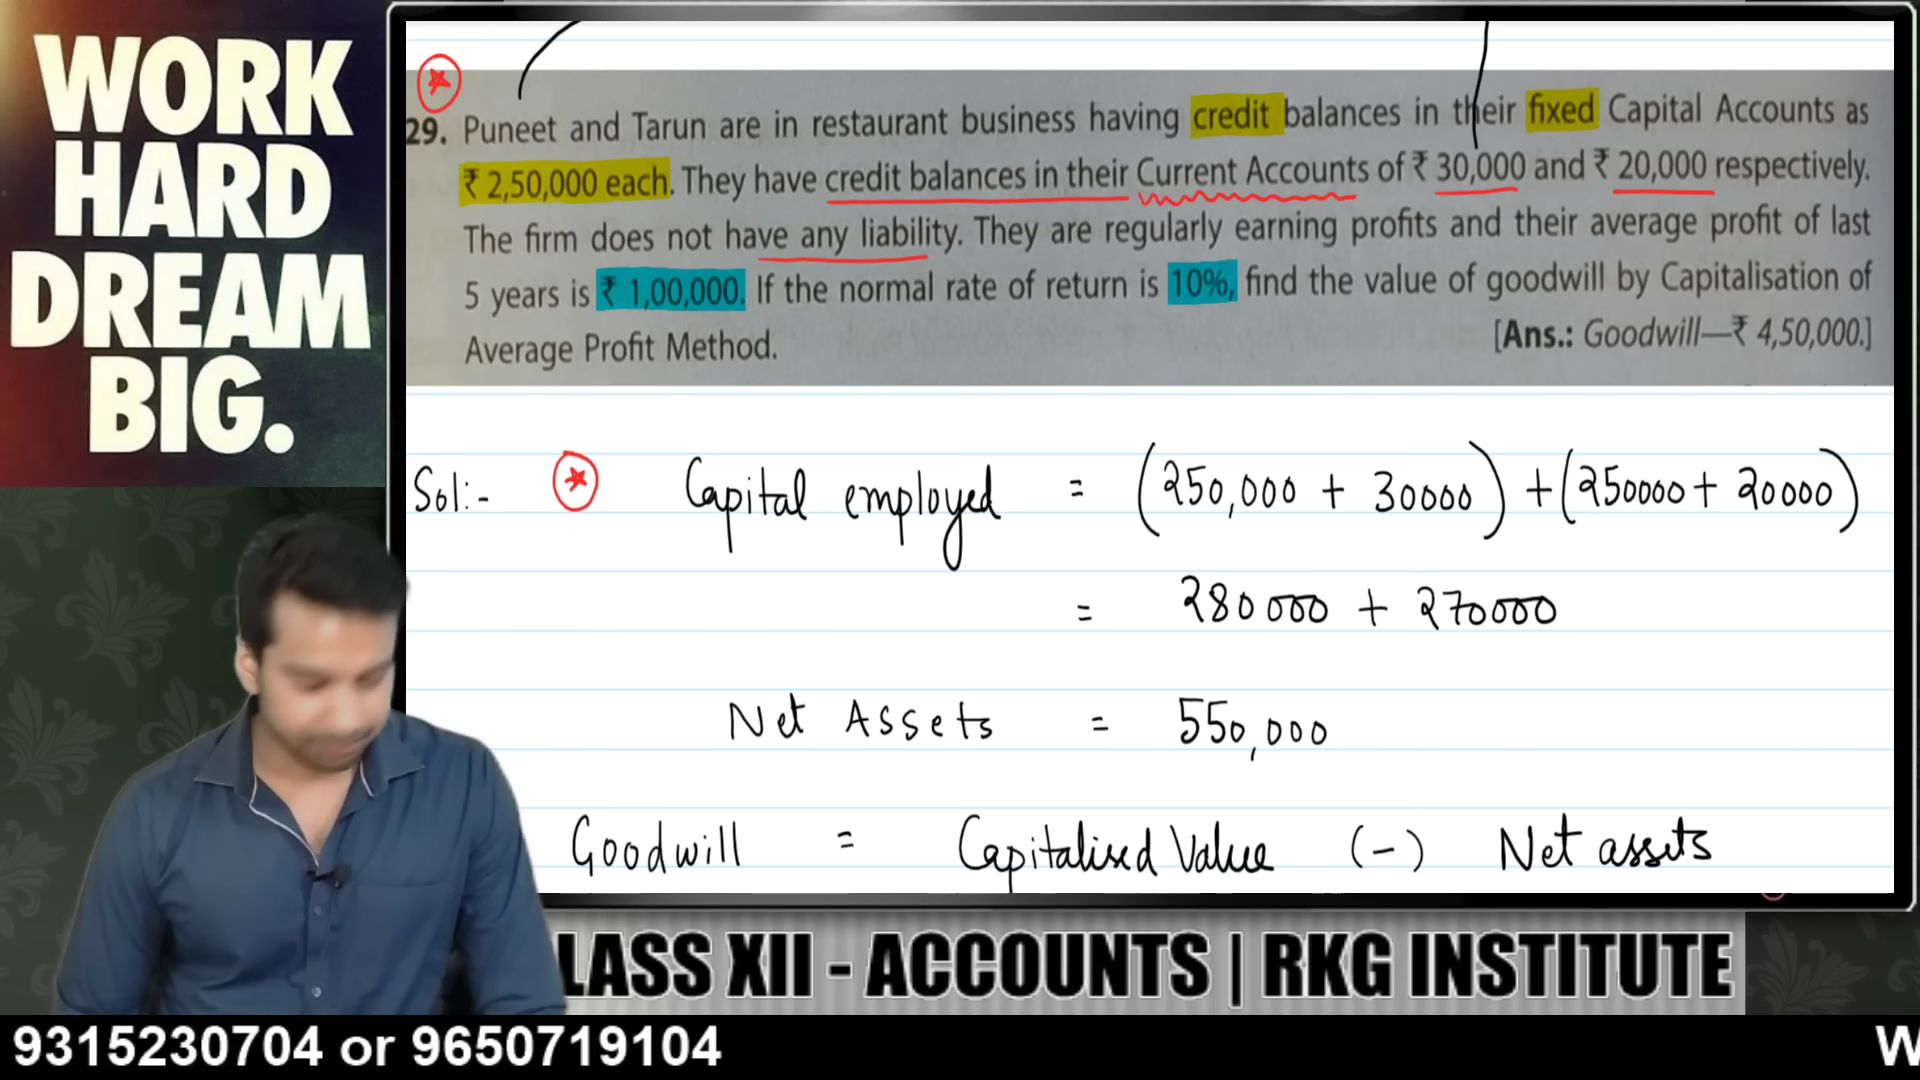 WORK
HARD
DREAM
BIG.
29. Puneet and Tarun are in restaurant business having credit balances in their fixed Capital Accounts as
₹ 2,50,000 each. They have credit balances in their Current Accounts of ₹ 30,000 and ₹ 20,000 respectively.
The firm does not have any liability. They are regularly earning profits and their average profit of last
5 years is ₹ 1,00,000. If the normal rate of return is 10%, find the value of goodwill by Capitalisation of
Average Profit Method. [Ans.: Goodwill—₹ 4,50,000.]
Sol:- Capital employed = (250,000 + 30000) + (250000 + 20000)
= 280000 + 270000
Net Assets = 550,000
Goodwill = Capitalised Value (-) Net assets
LASS XII - ACCOUNTS | RKG INSTITUTE
9315230704 or 9650719104 W